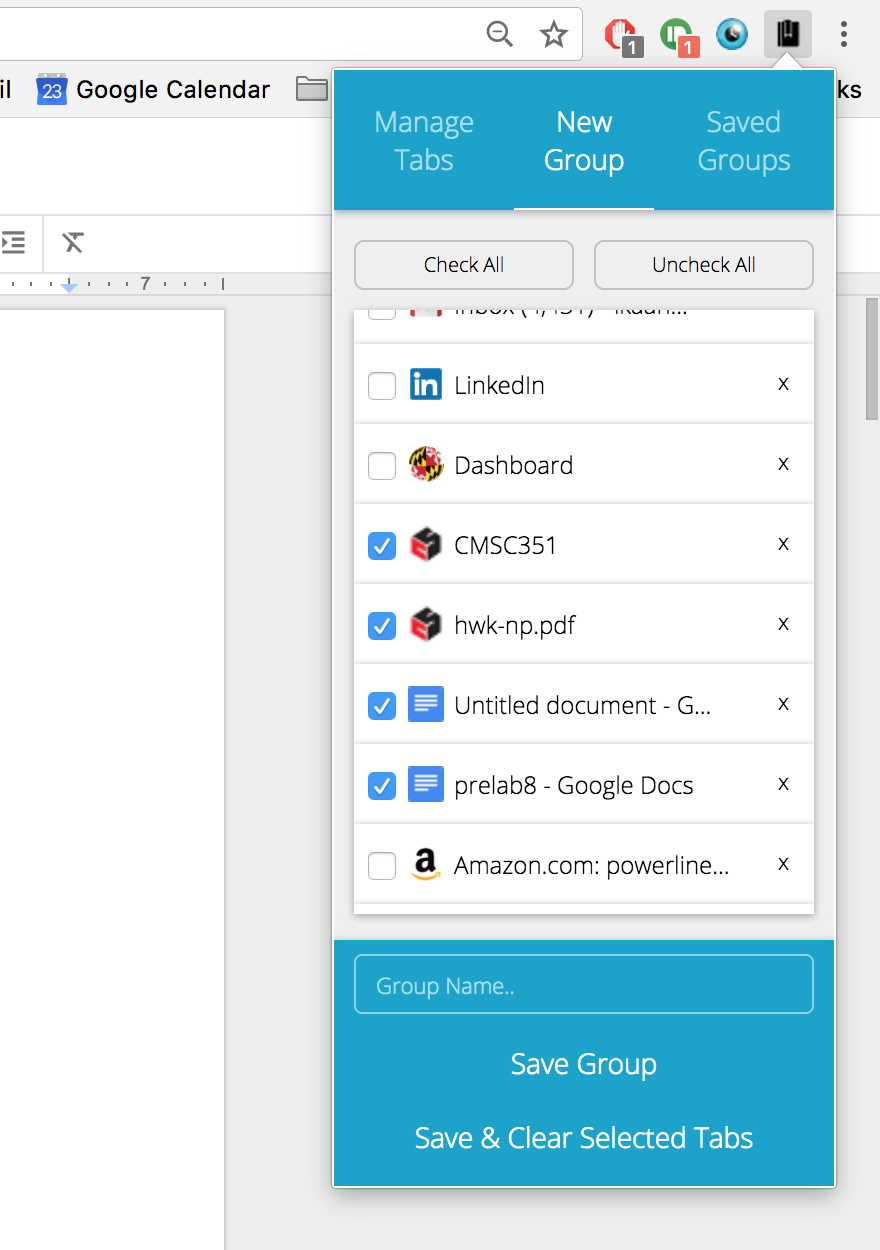 1
1
il
23
Google Calendar
ks
Manage
Tabs
New
Group
Saved
Groups
7
Check All
Uncheck All
in
LinkedIn
x
Dashboard
x
CMSC351
x
hwk-np.pdf
x
Untitled document - G...
x
prelab8 - Google Docs
x
a
Amazon.com: powerline...
x
Group Name..
Save Group
Save & Clear Selected Tabs